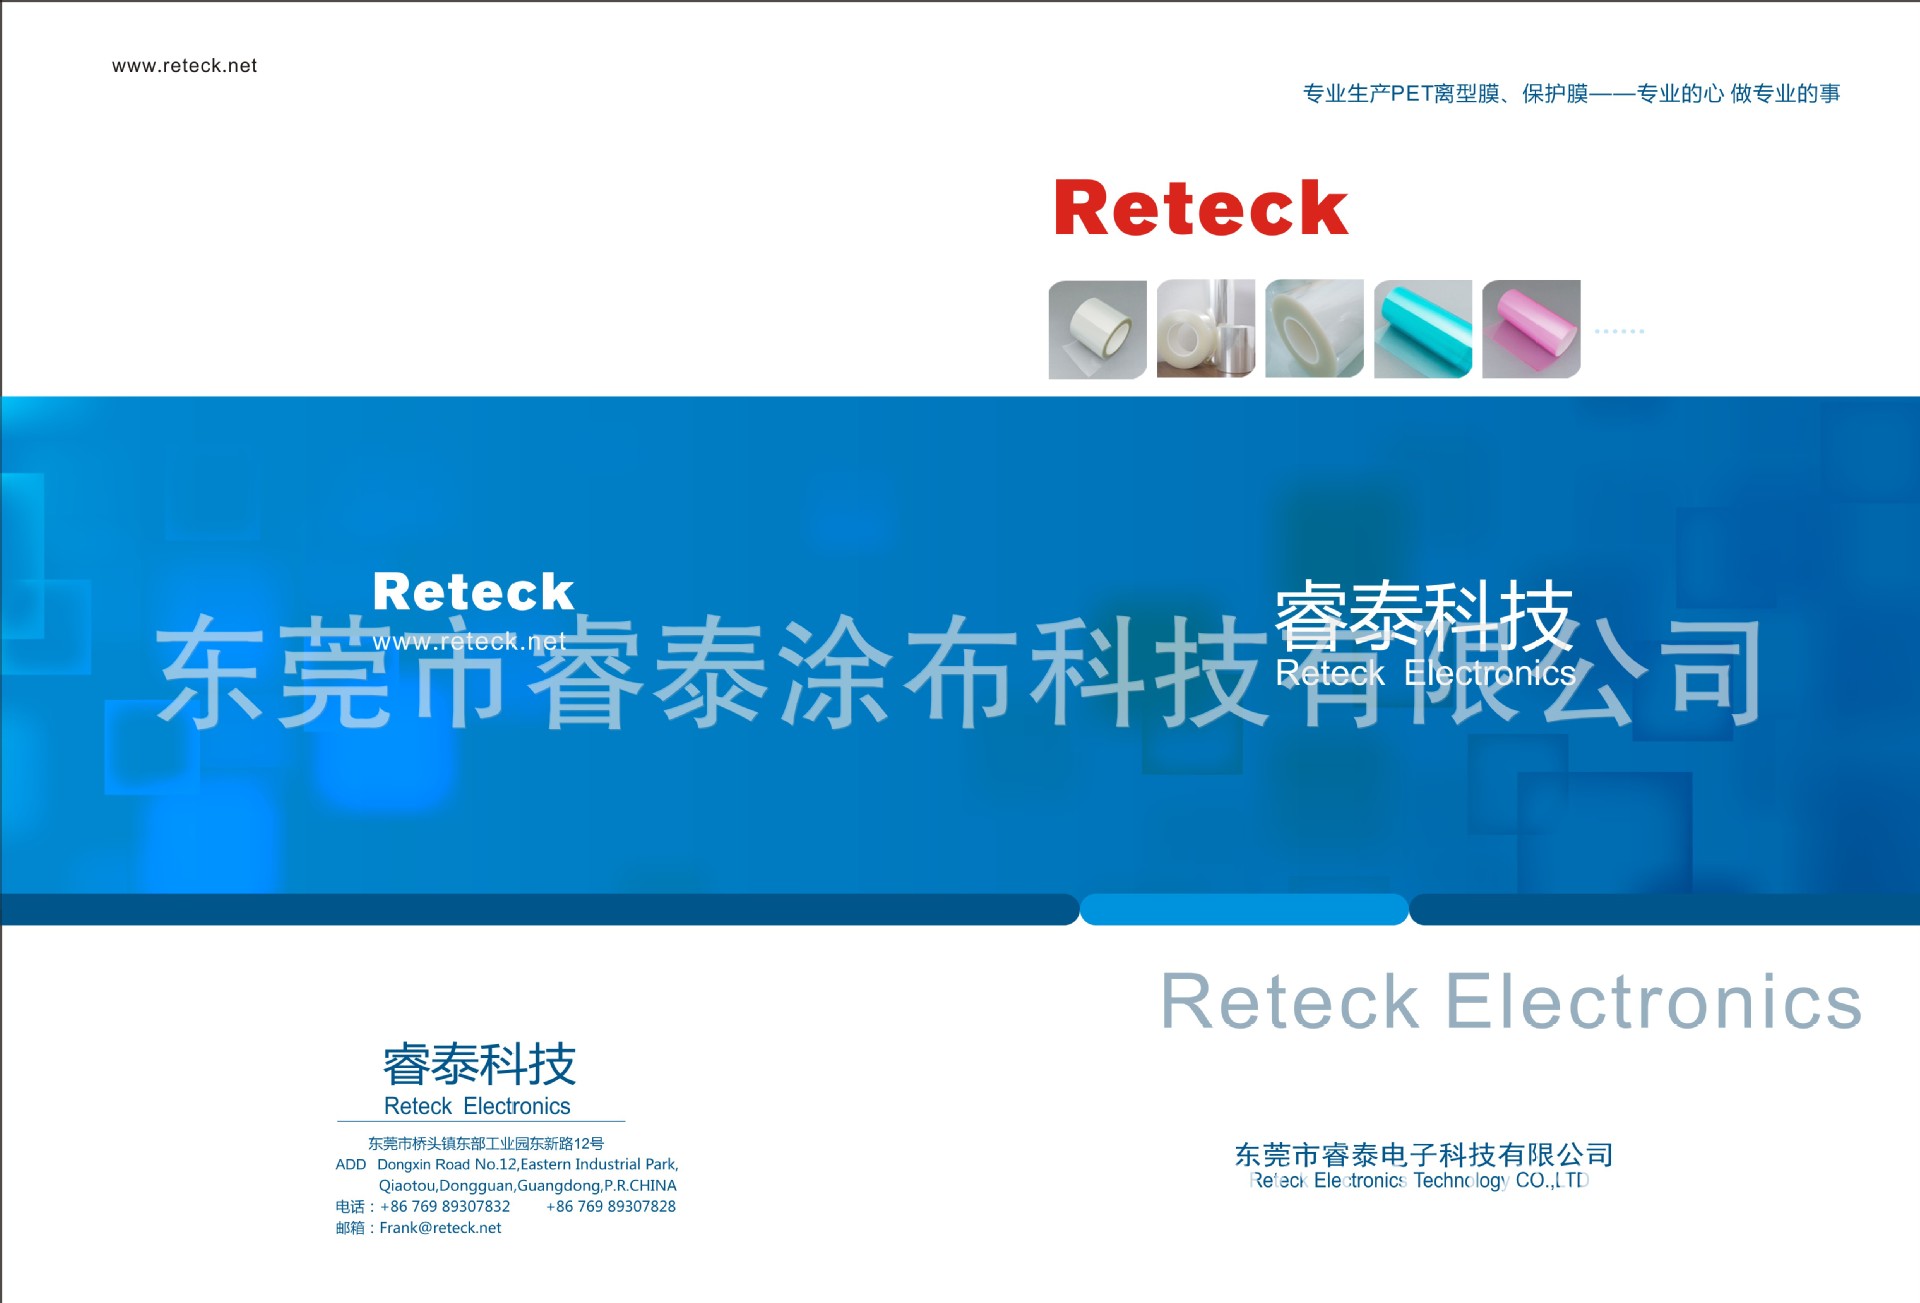 www.reteck.net
专业生产PET离型膜、保护膜——专业的心 做专业的事
Reteck
Reteck
www.reteck.net
睿泰科技
Reteck Electronics
东莞市睿泰涂布科技有限公司
Reteck Electronics
睿泰科技
Reteck Electronics
东莞市桥头镇东部工业园东新路12号
ADD Dongxin Road No.12,Eastern Industrial Park,
Qiaotou,Dongguan,Guangdong,P.R.CHINA
电话：+86 769 89307832 +86 769 89307828
邮箱：Frank@reteck.net
东莞市睿泰电子科技有限公司
Reteck Electronics Technology CO.,LTD